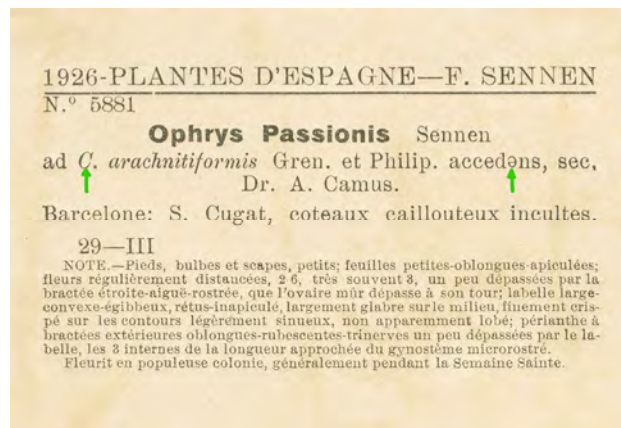 1926-PLANTES D'ESPAGNE—F. SENNEN
N.º 5881
Ophrys Passionis Sennen
ad Ç. arachnitiformis Gren. et Philip. accedəns, sec,
Dr. A. Camus.
Barcelone: S. Cugat, coteaux caillouteux incultes.
29—III
NOTE.—Pieds, bulbes et scapes, petits; feuilles petites-oblongues-apiculées;
fleurs régulièrement distancées, 2 6, très souvent 3, un peu dépassées par la
bractée étroite-aiguë-rostrée, que l'ovaire mûr dépasse à son tour; labelle large-
convexe-égibbeux, rétus-inapiculé, largement glabre sur le milieu, finement cris-
pé sur les contours légèrement sinueux, non apparemment lobé; périanthe à
bractées extérieures oblongues-rubescentes-trinerves un peu dépassées par le la-
belle, les 3 internes de la longueur approchée du gynostème microrostré.
Fleurit en populeuse colonie, généralement pendant la Semaine Sainte.